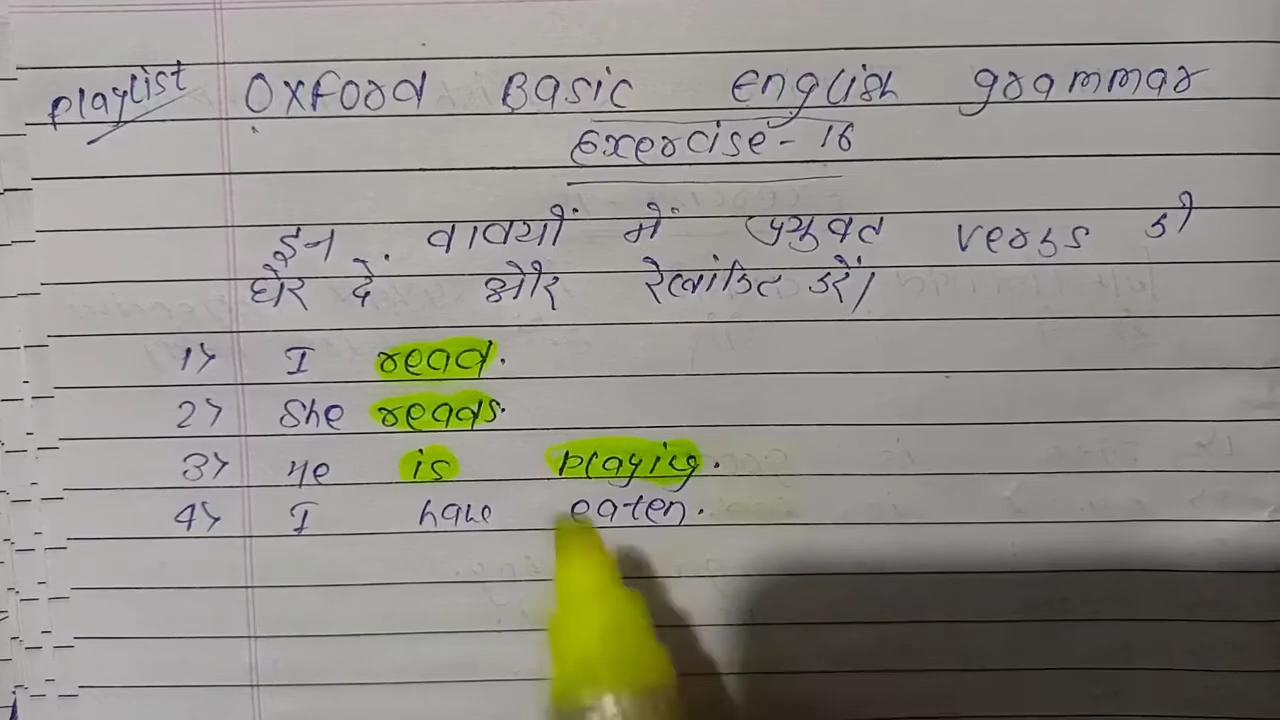 Playlist Oxford Basic English grammar
Exercise - 16
इन वाक्यों में प्रयुक्त verbs को
घेर दे और रेखांकित करें।
1> I read.
2> She reads.
3> He is playing.
4> I have eaten.